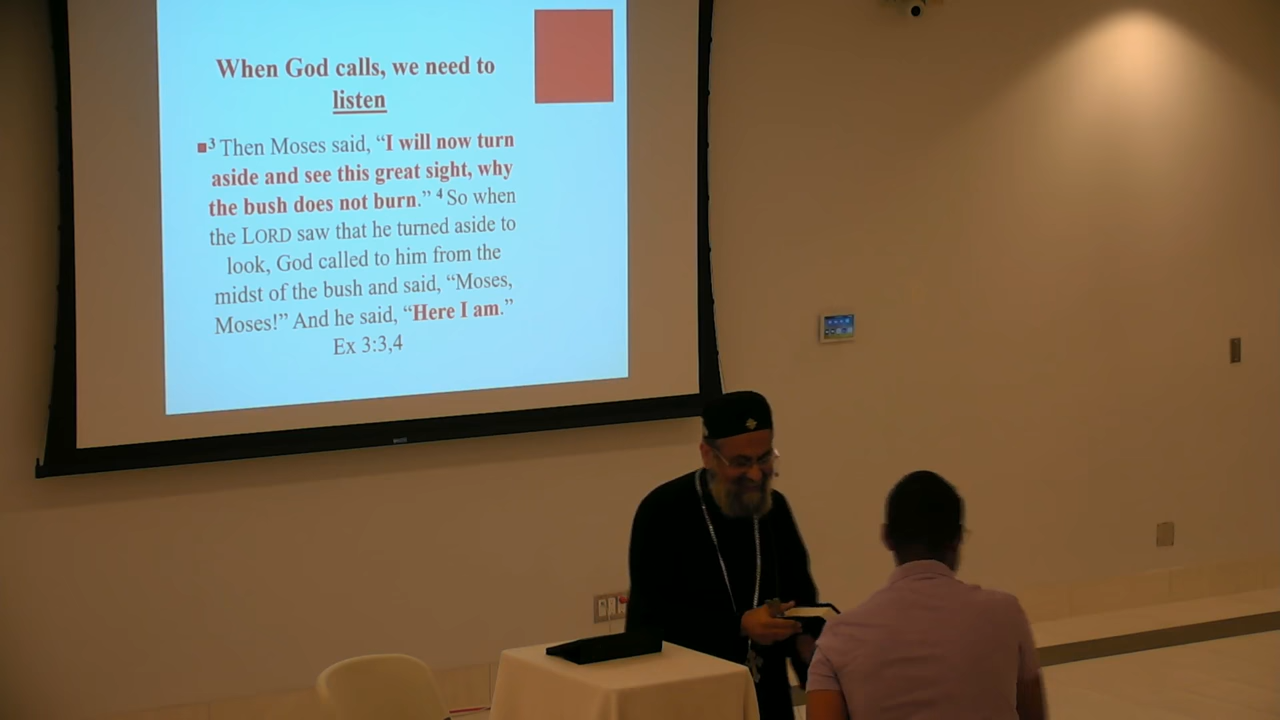 When God calls, we need to
listen
³ Then Moses said, “I will now turn
aside and see this great sight, why
the bush does not burn.” ⁴ So when
the LORD saw that he turned aside to
look, God called to him from the
midst of the bush and said, “Moses,
Moses!” And he said, “Here I am.”
Ex 3:3,4